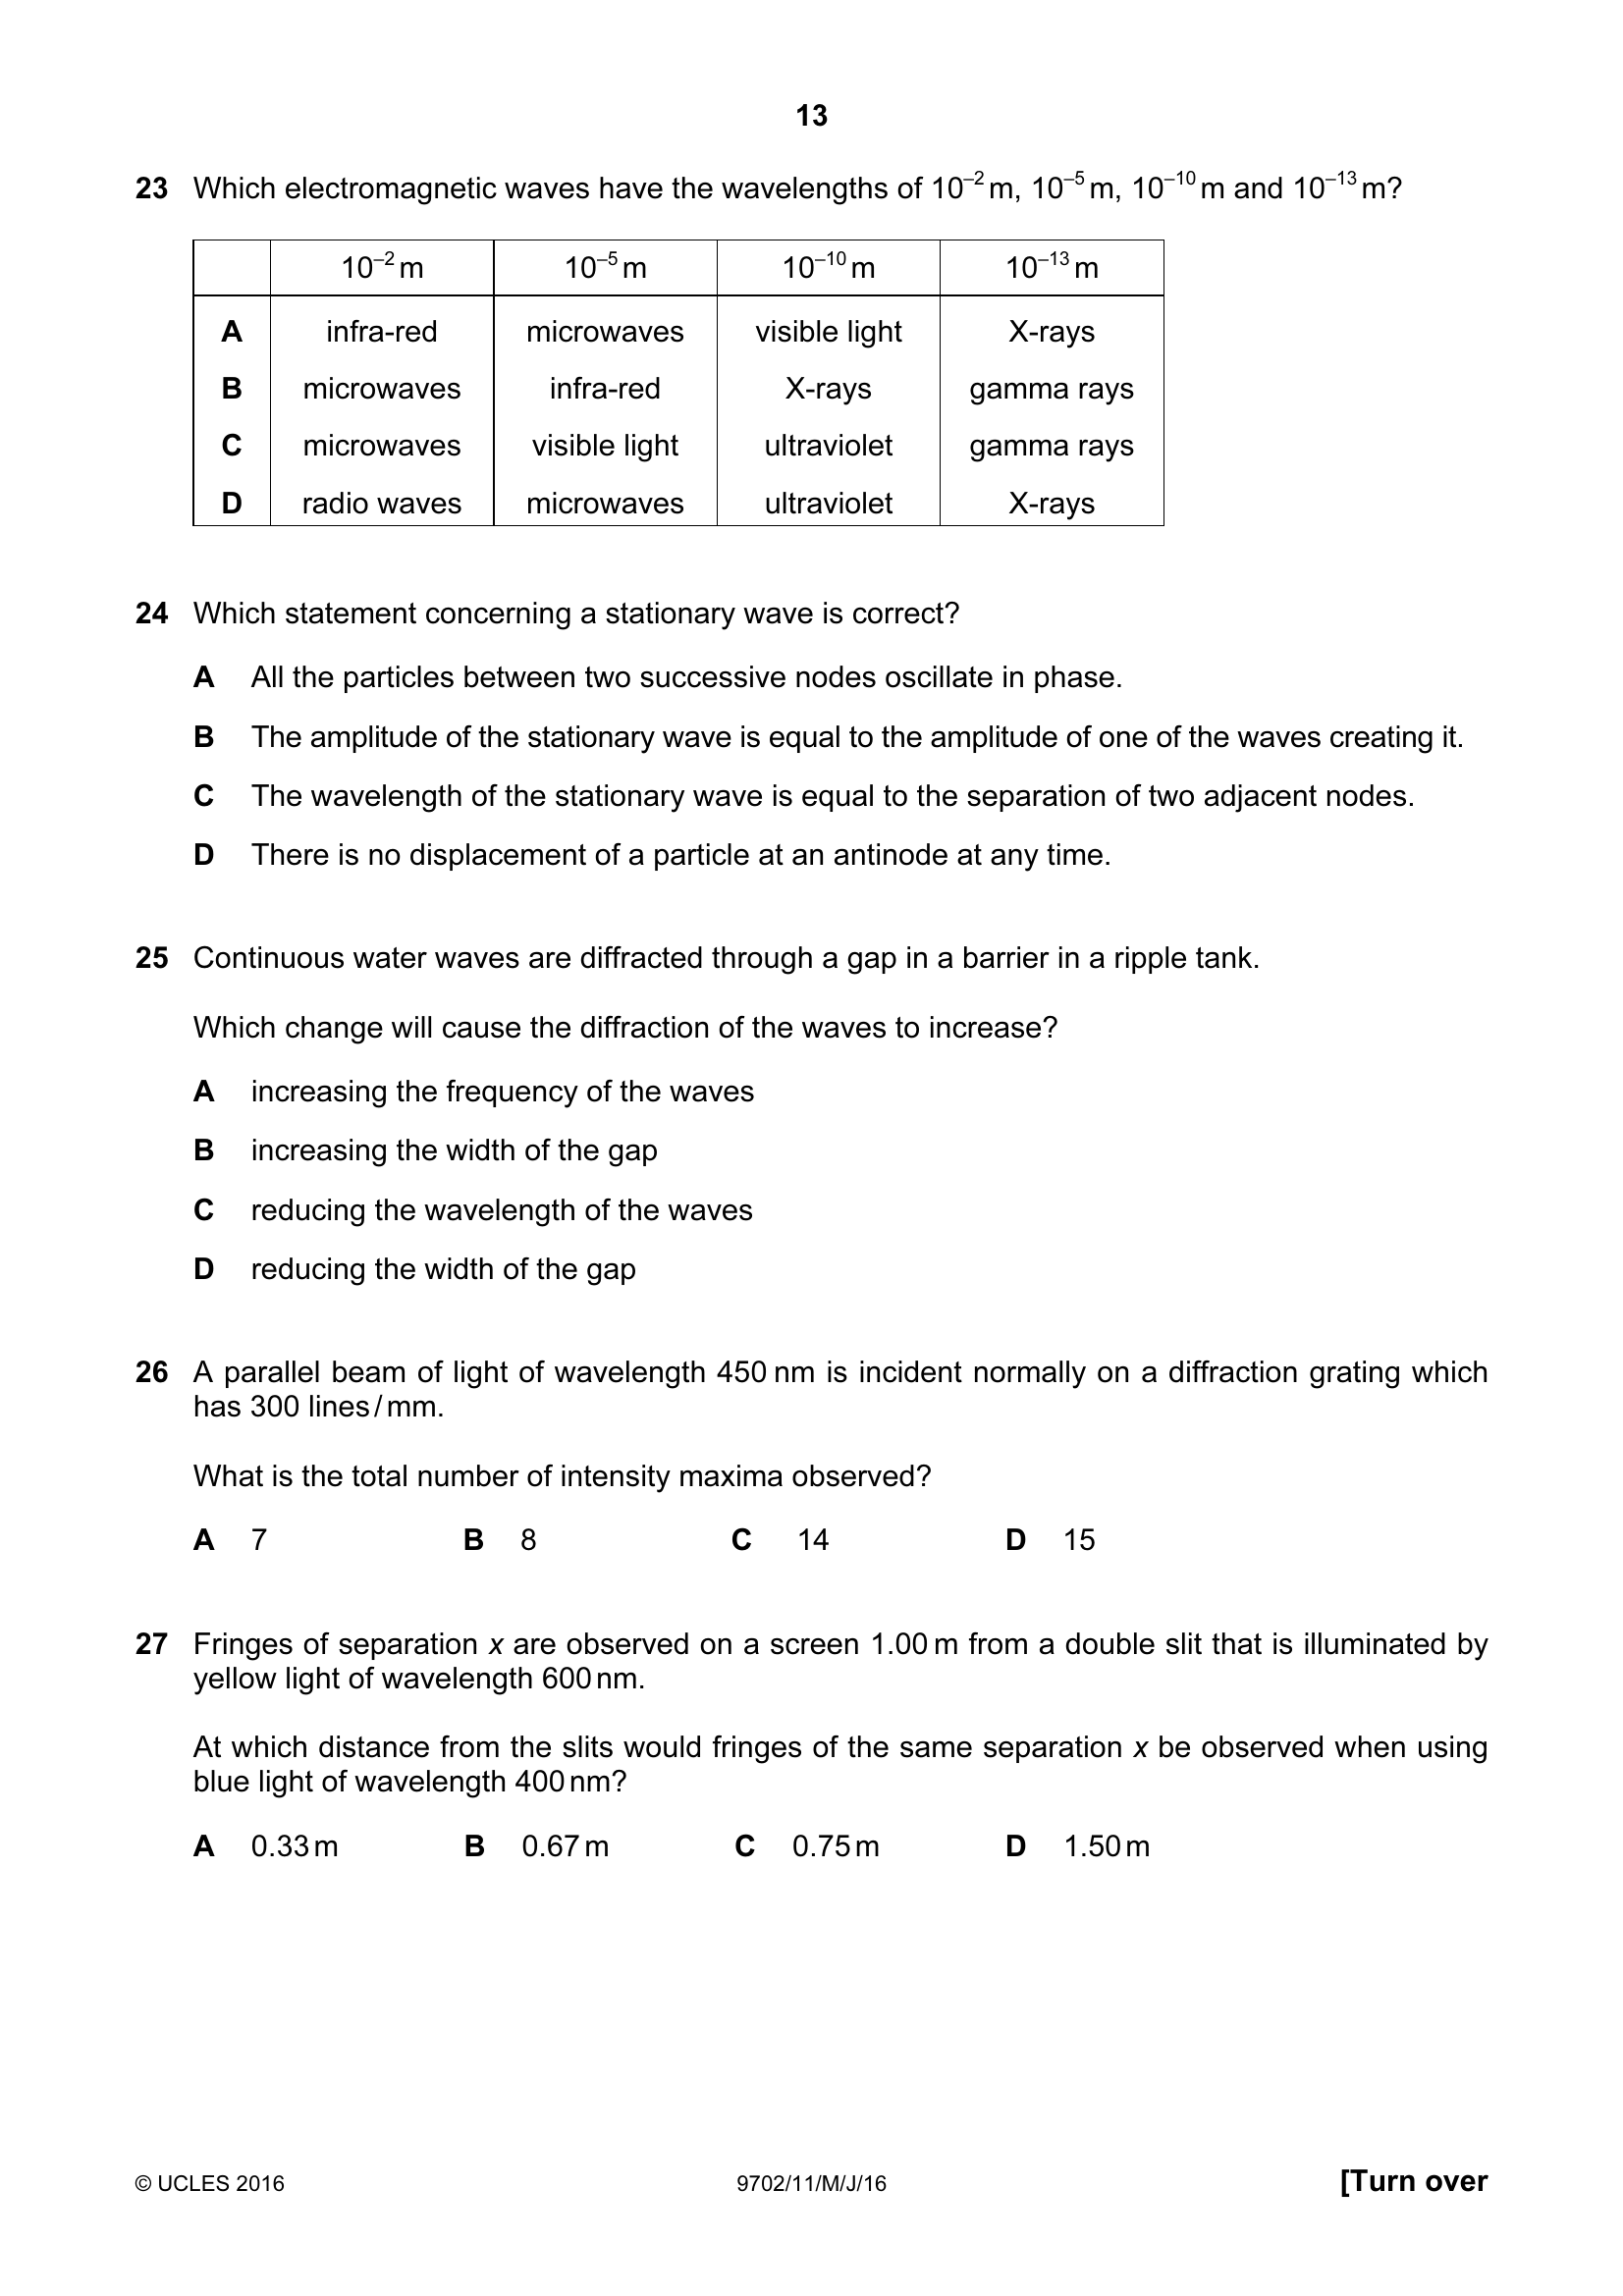 13
23 Which electromagnetic waves have the wavelengths of 10⁻² m, 10⁻⁵ m, 10⁻¹⁰ m and 10⁻¹³ m?
10⁻² m 10⁻⁵ m 10⁻¹⁰ m 10⁻¹³ m
A infra-red microwaves visible light X-rays
B microwaves infra-red X-rays gamma rays
C microwaves visible light ultraviolet gamma rays
D radio waves microwaves ultraviolet X-rays
24 Which statement concerning a stationary wave is correct?
A All the particles between two successive nodes oscillate in phase.
B The amplitude of the stationary wave is equal to the amplitude of one of the waves creating it.
C The wavelength of the stationary wave is equal to the separation of two adjacent nodes.
D There is no displacement of a particle at an antinode at any time.
25 Continuous water waves are diffracted through a gap in a barrier in a ripple tank.
Which change will cause the diffraction of the waves to increase?
A increasing the frequency of the waves
B increasing the width of the gap
C reducing the wavelength of the waves
D reducing the width of the gap
26 A parallel beam of light of wavelength 450 nm is incident normally on a diffraction grating which
has 300 lines / mm.
What is the total number of intensity maxima observed?
A 7 B 8 C 14 D 15
27 Fringes of separation x are observed on a screen 1.00 m from a double slit that is illuminated by
yellow light of wavelength 600 nm.
At which distance from the slits would fringes of the same separation x be observed when using
blue light of wavelength 400 nm?
A 0.33 m B 0.67 m C 0.75 m D 1.50 m
© UCLES 2016 9702/11/M/J/16 [Turn over